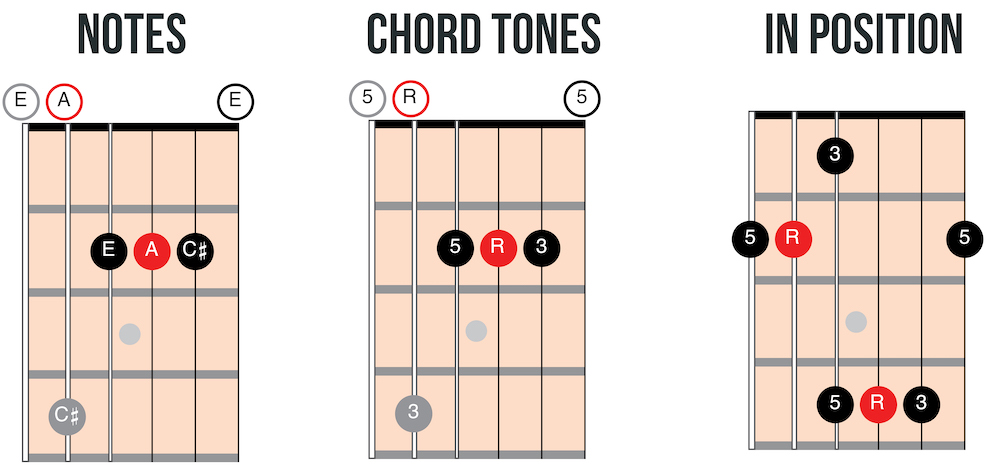 NOTES
E A E
E A C♯
C♯
CHORD TONES
5 R 5
5 R 3
3
IN POSITION
3
5 R 5
5 R 3